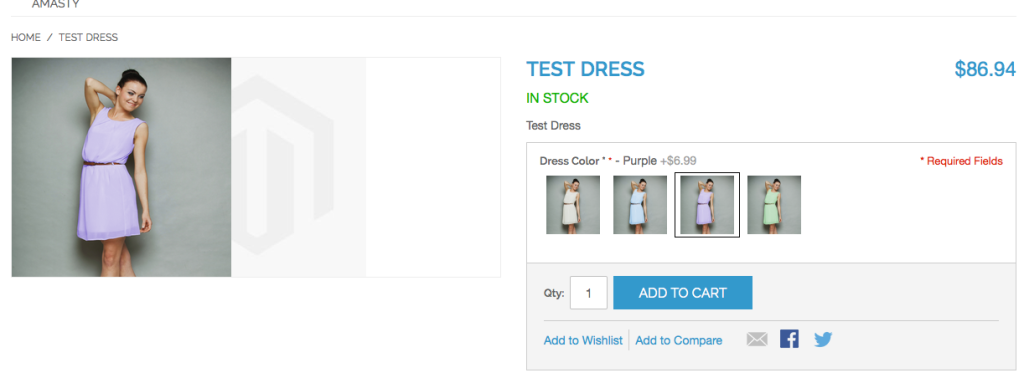 AMASTY
HOME / TEST DRESS
TEST DRESS
$86.94
IN STOCK
Test Dress
Dress Color * * - Purple +$6.99
* Required Fields
Qty: 1 ADD TO CART
Add to Wishlist Add to Compare